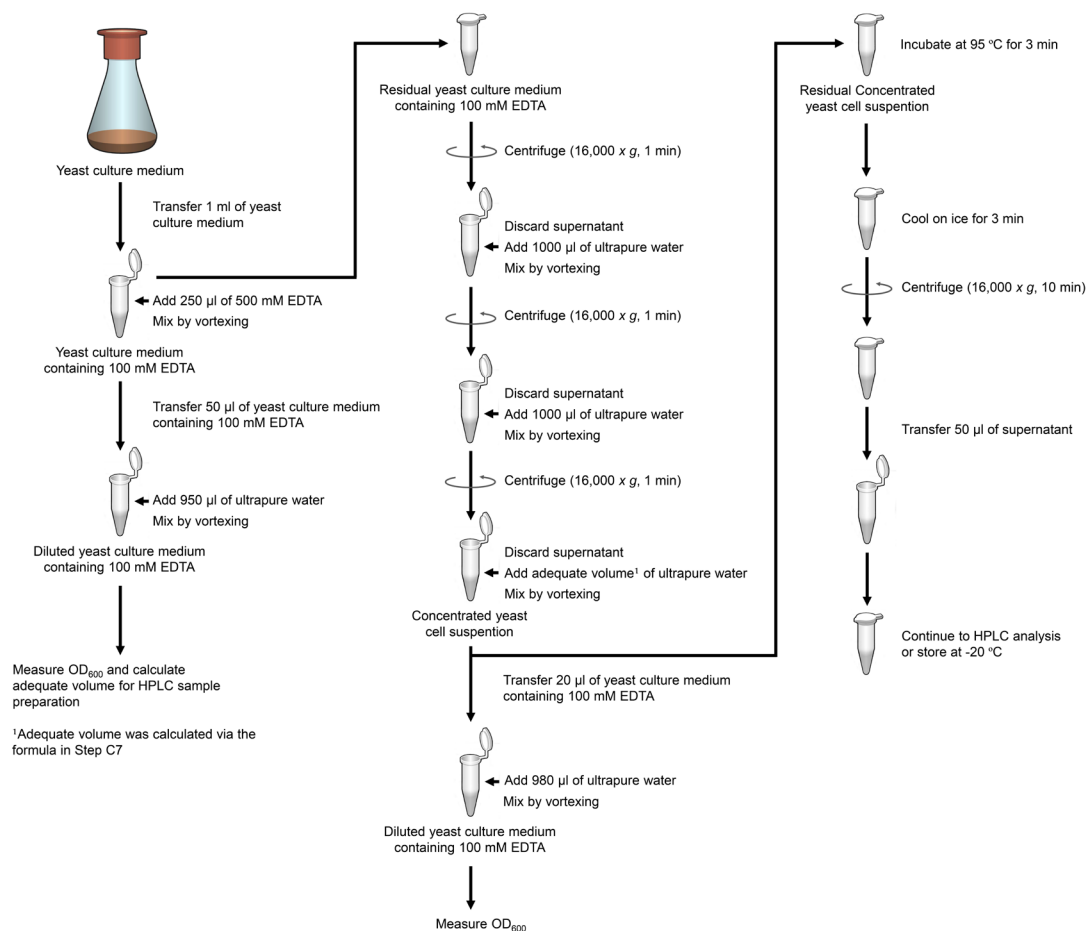 Yeast culture medium
Transfer 1 ml of yeast
culture medium
Add 250 µl of 500 mM EDTA
Mix by vortexing
Yeast culture medium
containing 100 mM EDTA
Transfer 50 µl of yeast culture medium
containing 100 mM EDTA
Add 950 µl of ultrapure water
Mix by vortexing
Diluted yeast culture medium
containing 100 mM EDTA
Measure OD₆₀₀ and calculate
adequate volume for HPLC sample
preparation
¹Adequate volume was calculated via the
formula in Step C7
Residual yeast culture medium
containing 100 mM EDTA
Centrifuge (16,000 x g, 1 min)
Discard supernatant
Add 1000 µl of ultrapure water
Mix by vortexing
Centrifuge (16,000 x g, 1 min)
Discard supernatant
Add 1000 µl of ultrapure water
Mix by vortexing
Centrifuge (16,000 x g, 1 min)
Discard supernatant
Add adequate volume¹ of ultrapure water
Mix by vortexing
Concentrated yeast
cell suspention
Transfer 20 µl of yeast culture medium
containing 100 mM EDTA
Add 980 µl of ultrapure water
Mix by vortexing
Diluted yeast culture medium
containing 100 mM EDTA
Measure OD₆₀₀
Incubate at 95 ºC for 3 min
Residual Concentrated
yeast cell suspention
Cool on ice for 3 min
Centrifuge (16,000 x g, 10 min)
Transfer 50 µl of supernatant
Continue to HPLC analysis
or store at -20 ºC